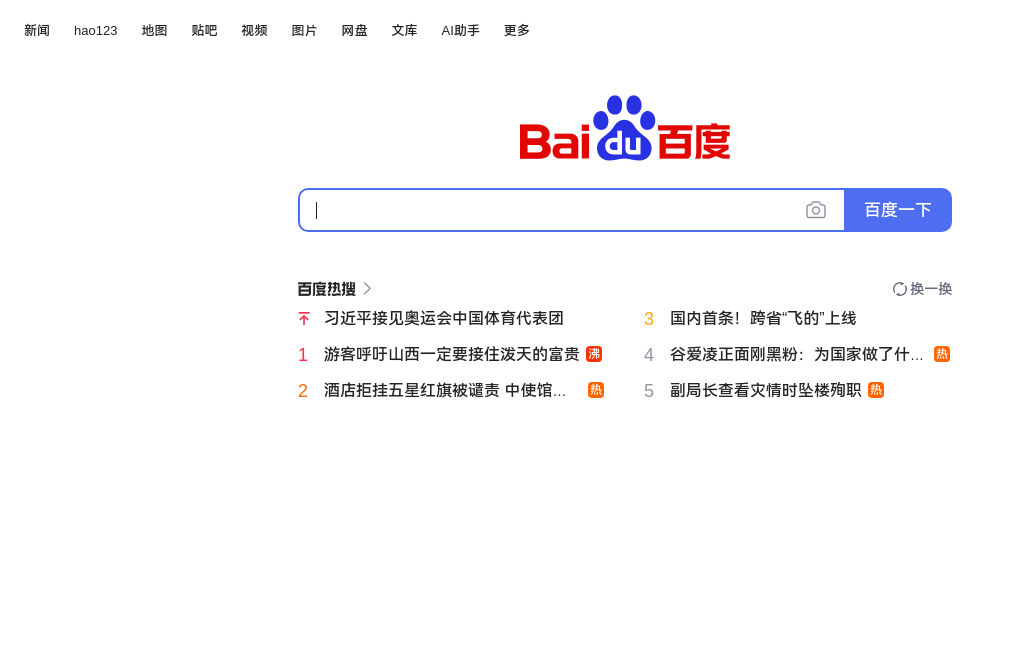 新闻 hao123 地图 贴吧 视频 图片 网盘 文库 AI助手 更多
Bai du 百度
百度一下
百度热搜 换一换
习近平接见奥运会中国体育代表团
3 国内首条！跨省“飞的”上线
1 游客呼吁山西一定要接住泼天的富贵 沸
4 谷爱凌正面刚黑粉：为国家做了什... 热
2 酒店拒挂五星红旗被谴责 中使馆... 热
5 副局长查看灾情时坠楼殉职 热